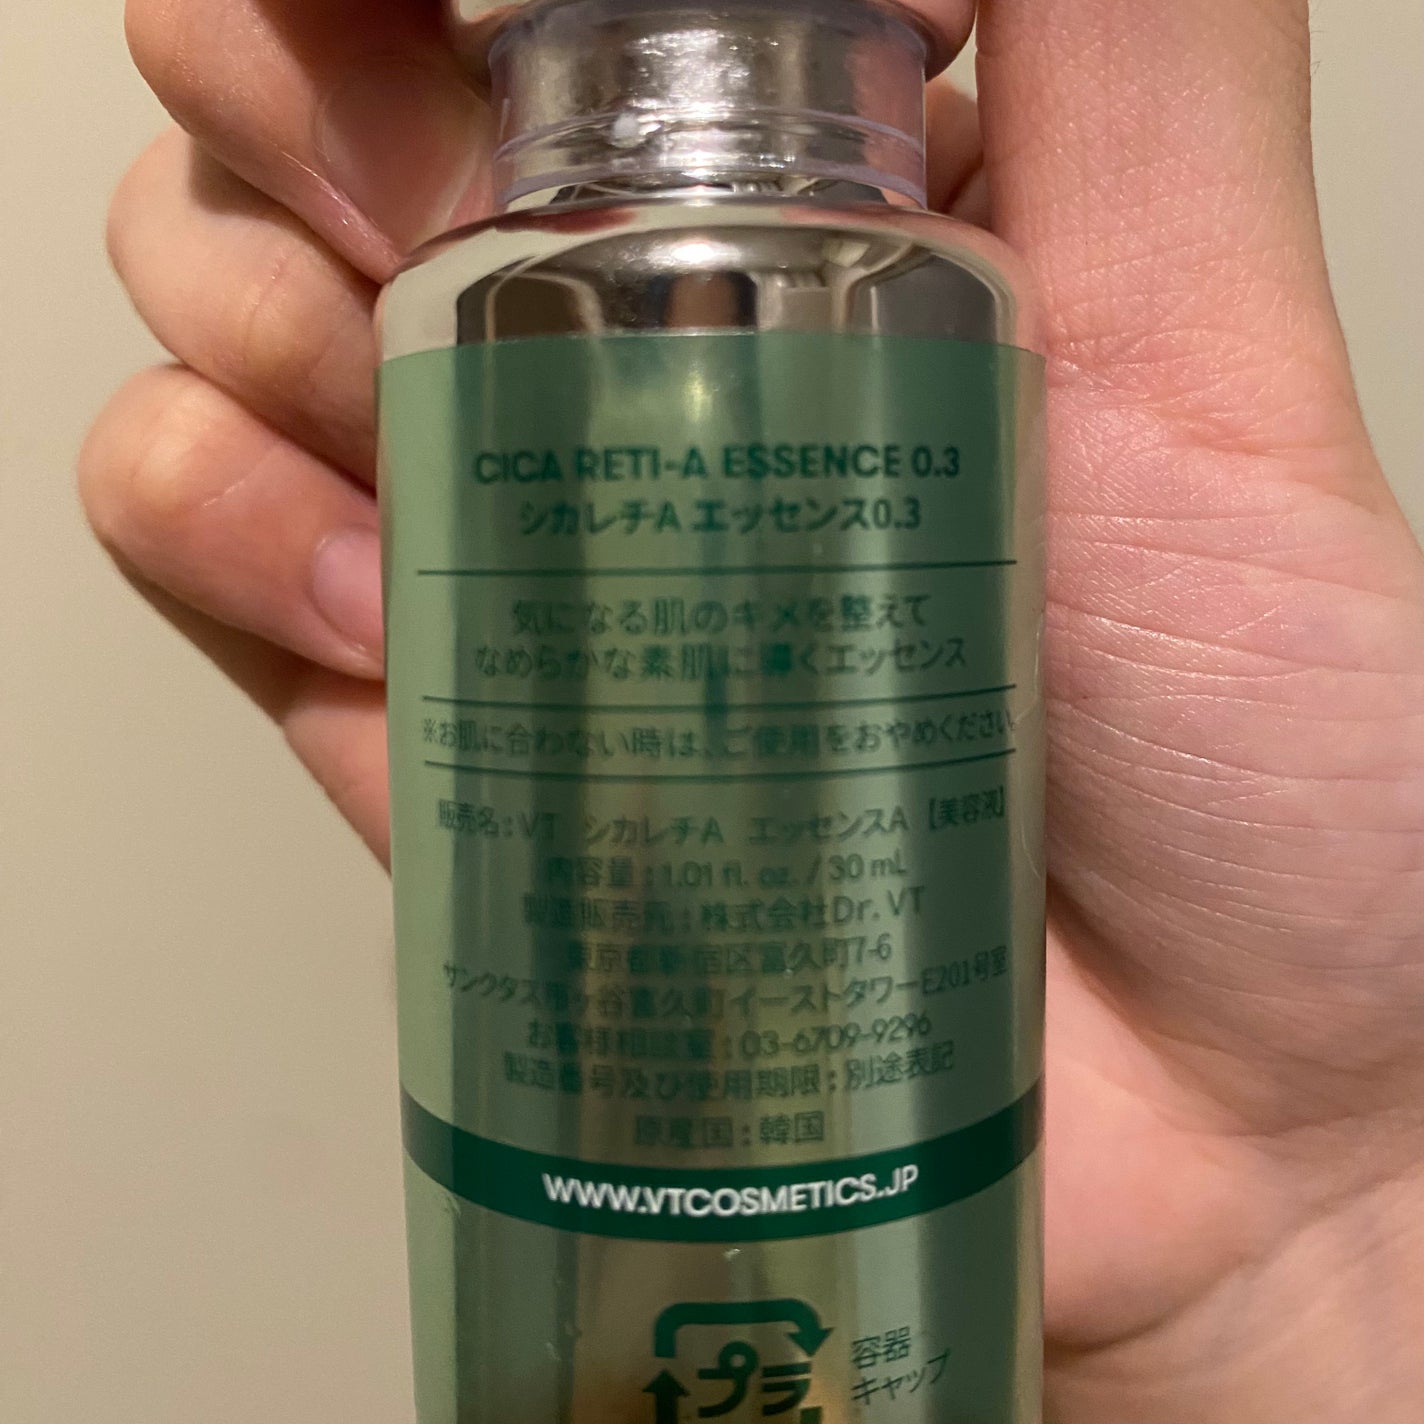 CICA RETI-A ESSENCE 0.3
シカレチA エッセンス0.3
気になる肌のキメを整えて
なめらかな素肌に導くエッセンス
※お肌に合わない時は、ご使用をおやめください。
販売名:VT シカレチA エッセンスA【美容液】
内容量:1.01 fl. oz. / 30 mL
製造販売元:株式会社Dr. VT
東京都新宿区富久町7-6
サンクタス市ヶ谷富久町イーストタワーE201号室
お客様相談室:03-6709-9296
製造番号及び使用期限:別途表記
原産国:韓国
WWW.VTCOSMETICS.JP
プラ
容器
キャップ